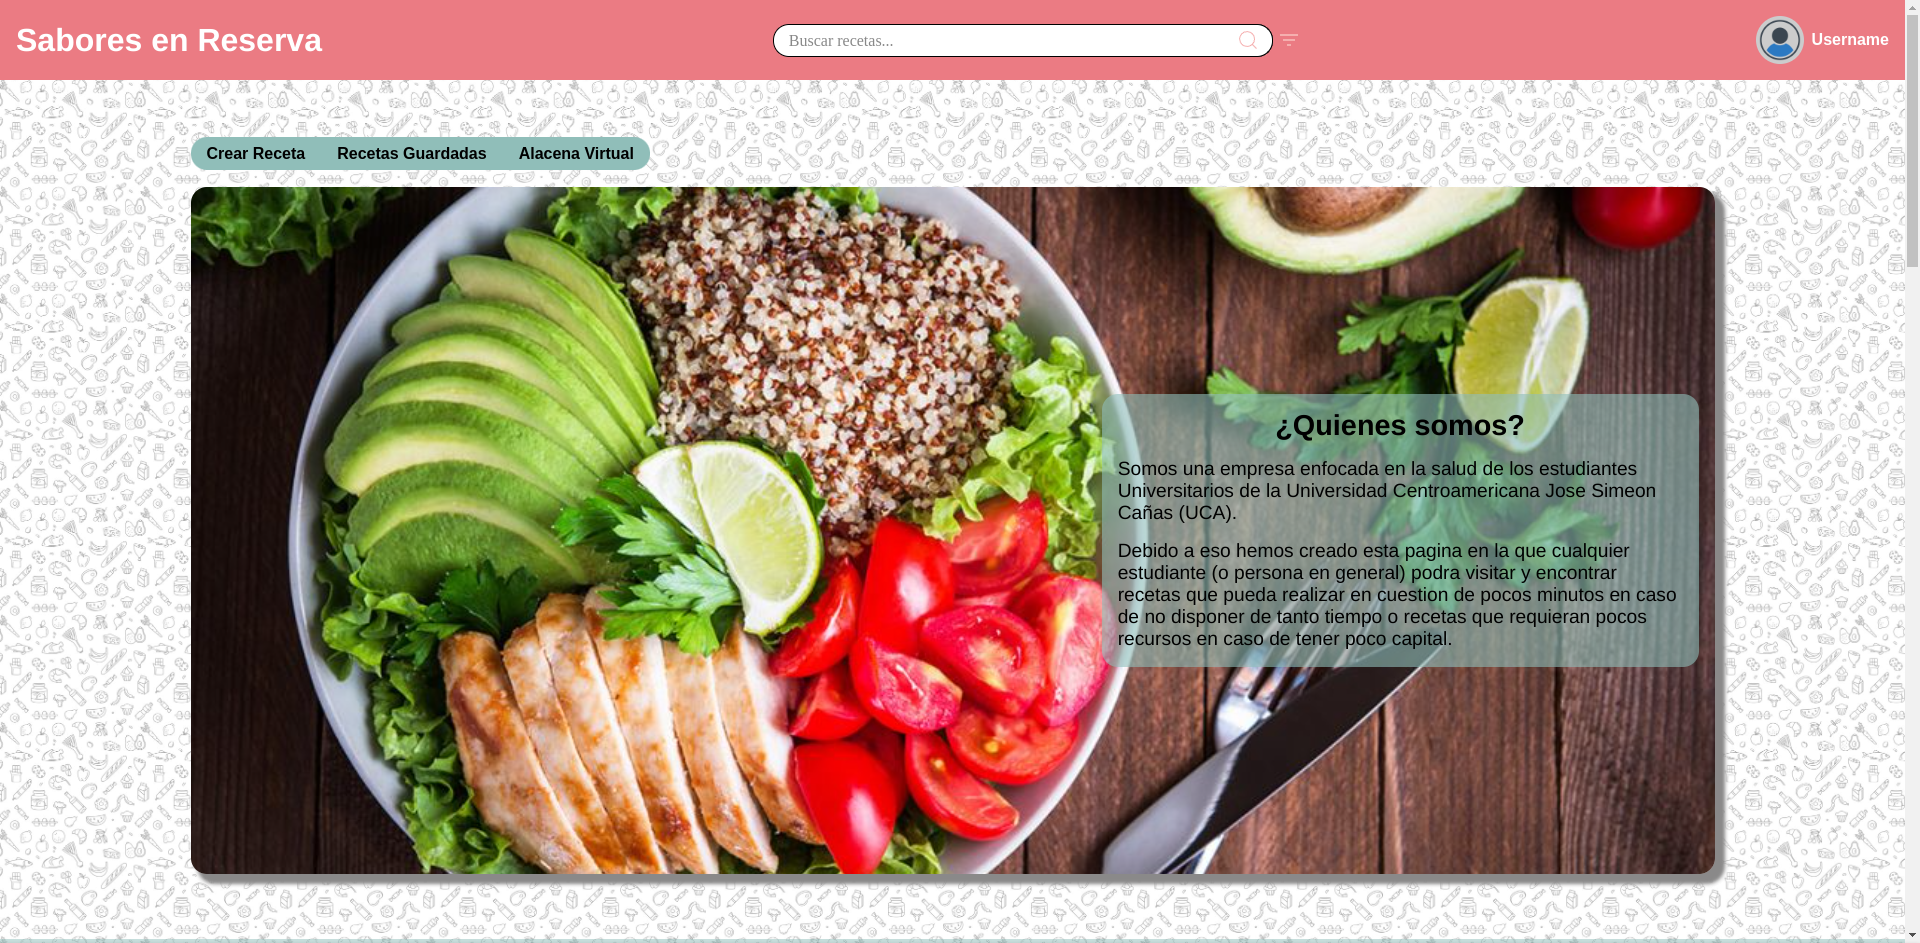 Sabores en Reserva
Buscar recetas...
Username
Crear Receta
Recetas Guardadas
Alacena Virtual
¿Quienes somos?
Somos una empresa enfocada en la salud de los estudiantes
Universitarios de la Universidad Centroamericana Jose Simeon
Cañas (UCA).
Debido a eso hemos creado esta pagina en la que cualquier
estudiante (o persona en general) podra visitar y encontrar
recetas que pueda realizar en cuestion de pocos minutos en caso
de no disponer de tanto tiempo o recetas que requieran pocos
recursos en caso de tener poco capital.